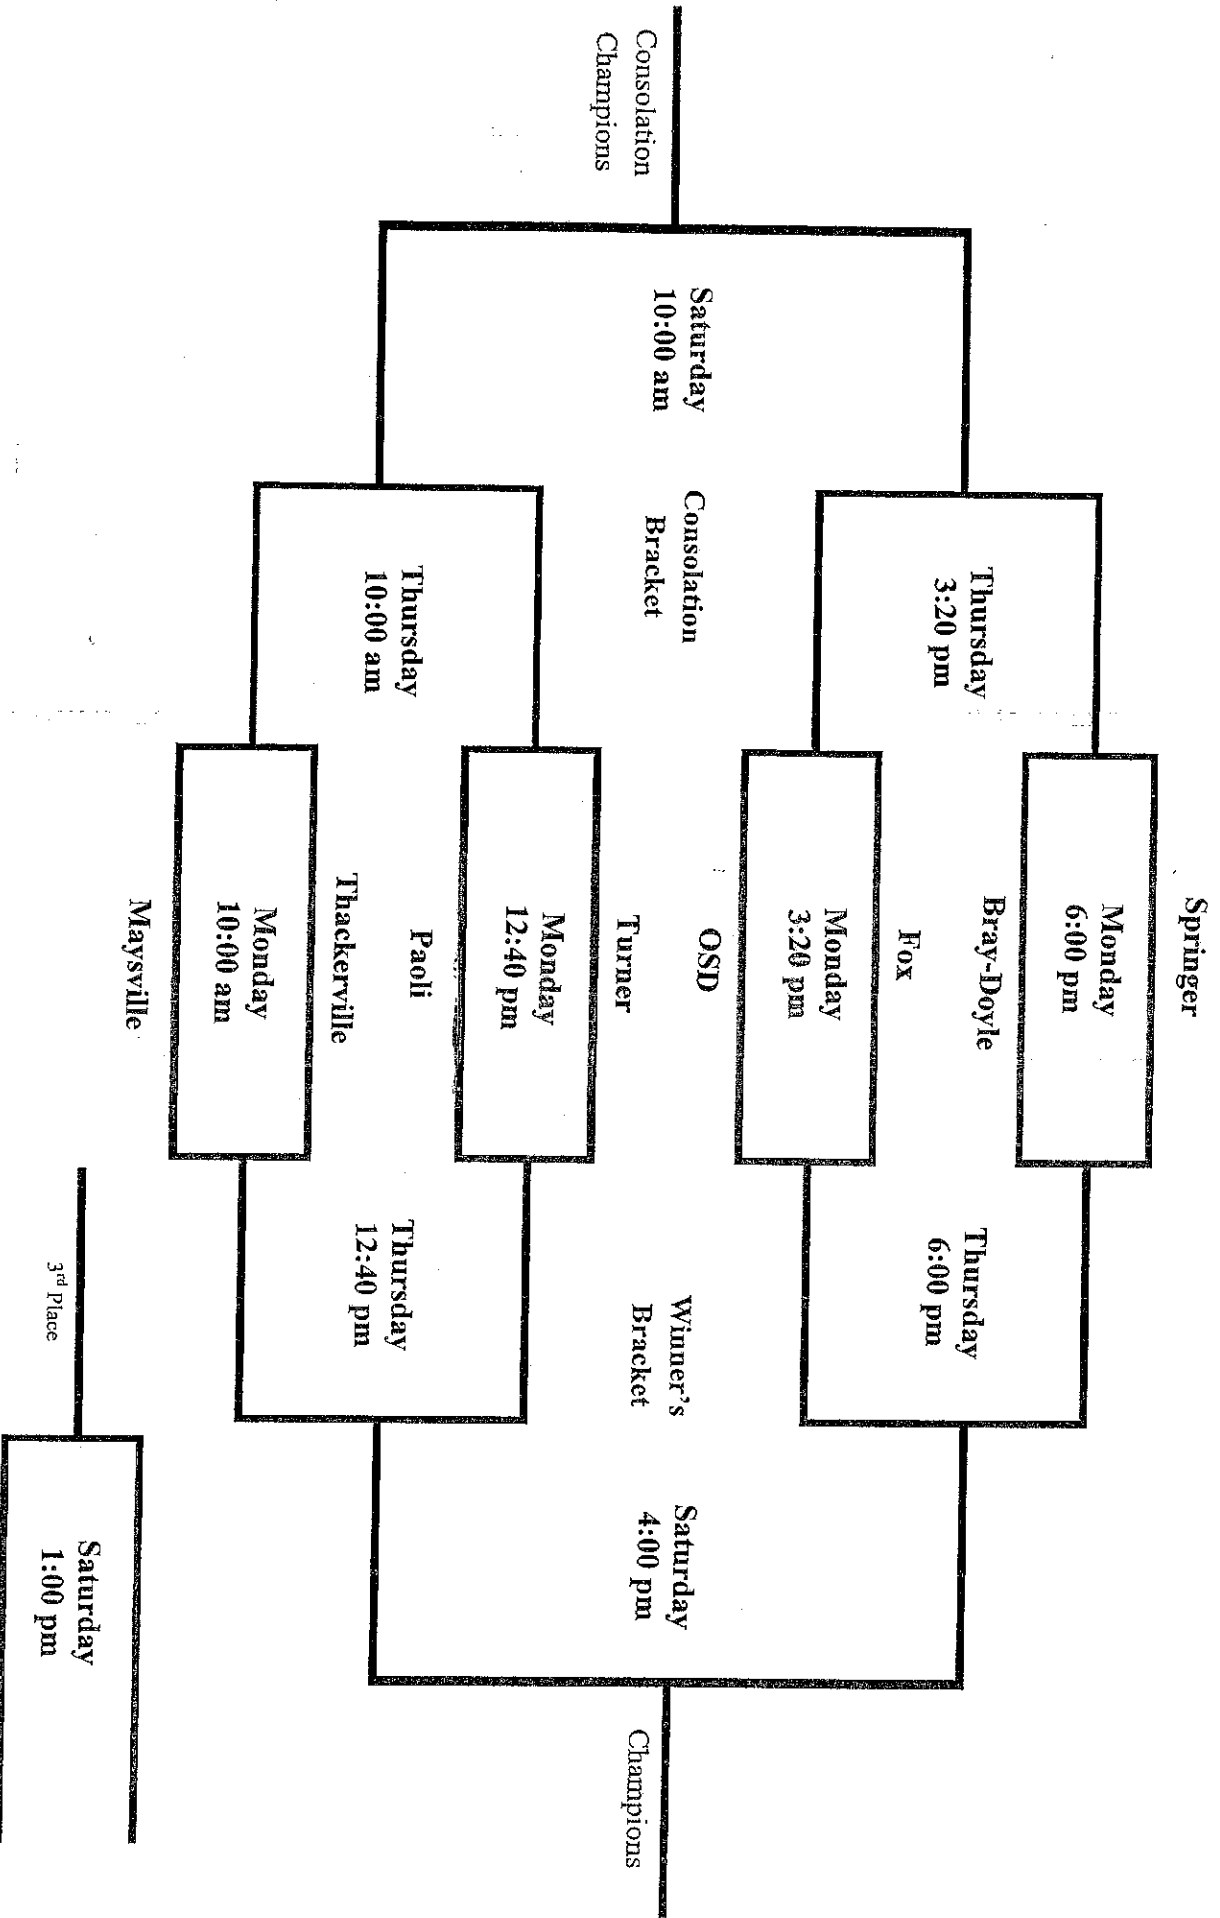 Springer
Monday
6:00 pm
Bray-Doyle
Fox
Monday
3:20 pm
OSD
Turner
Monday
12:40 pm
Paoli
Thackerville
Monday
10:00 am
Maysville
Thursday
3:20 pm
Thursday
10:00 am
Consolation
Bracket
Saturday
10:00 am
Consolation
Champions
Thursday
6:00 pm
Thursday
12:40 pm
Winner's
Bracket
Saturday
4:00 pm
Champions
3rd Place
Saturday
1:00 pm